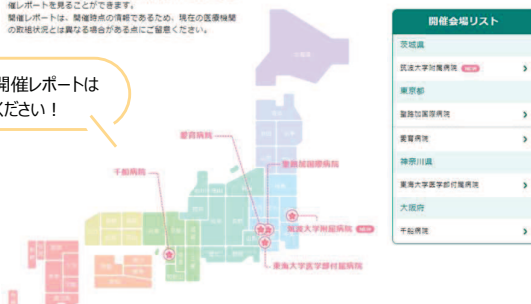 催レポートを見ることができます。
開催レポートは、開催時点の情報であるため、現在の医療機関
の取組状況とは異なる場合がある点にご留意ください。
開催レポートは
ください！
愛育病院
千船病院
聖路加国際病院
筑波大学附属病院 NEW
東海大学医学部付属病院
開催会場リスト
茨城県
筑波大学附属病院 NEW
東京都
聖路加国際病院
愛育病院
神奈川県
東海大学医学部付属病院
大阪府
千船病院